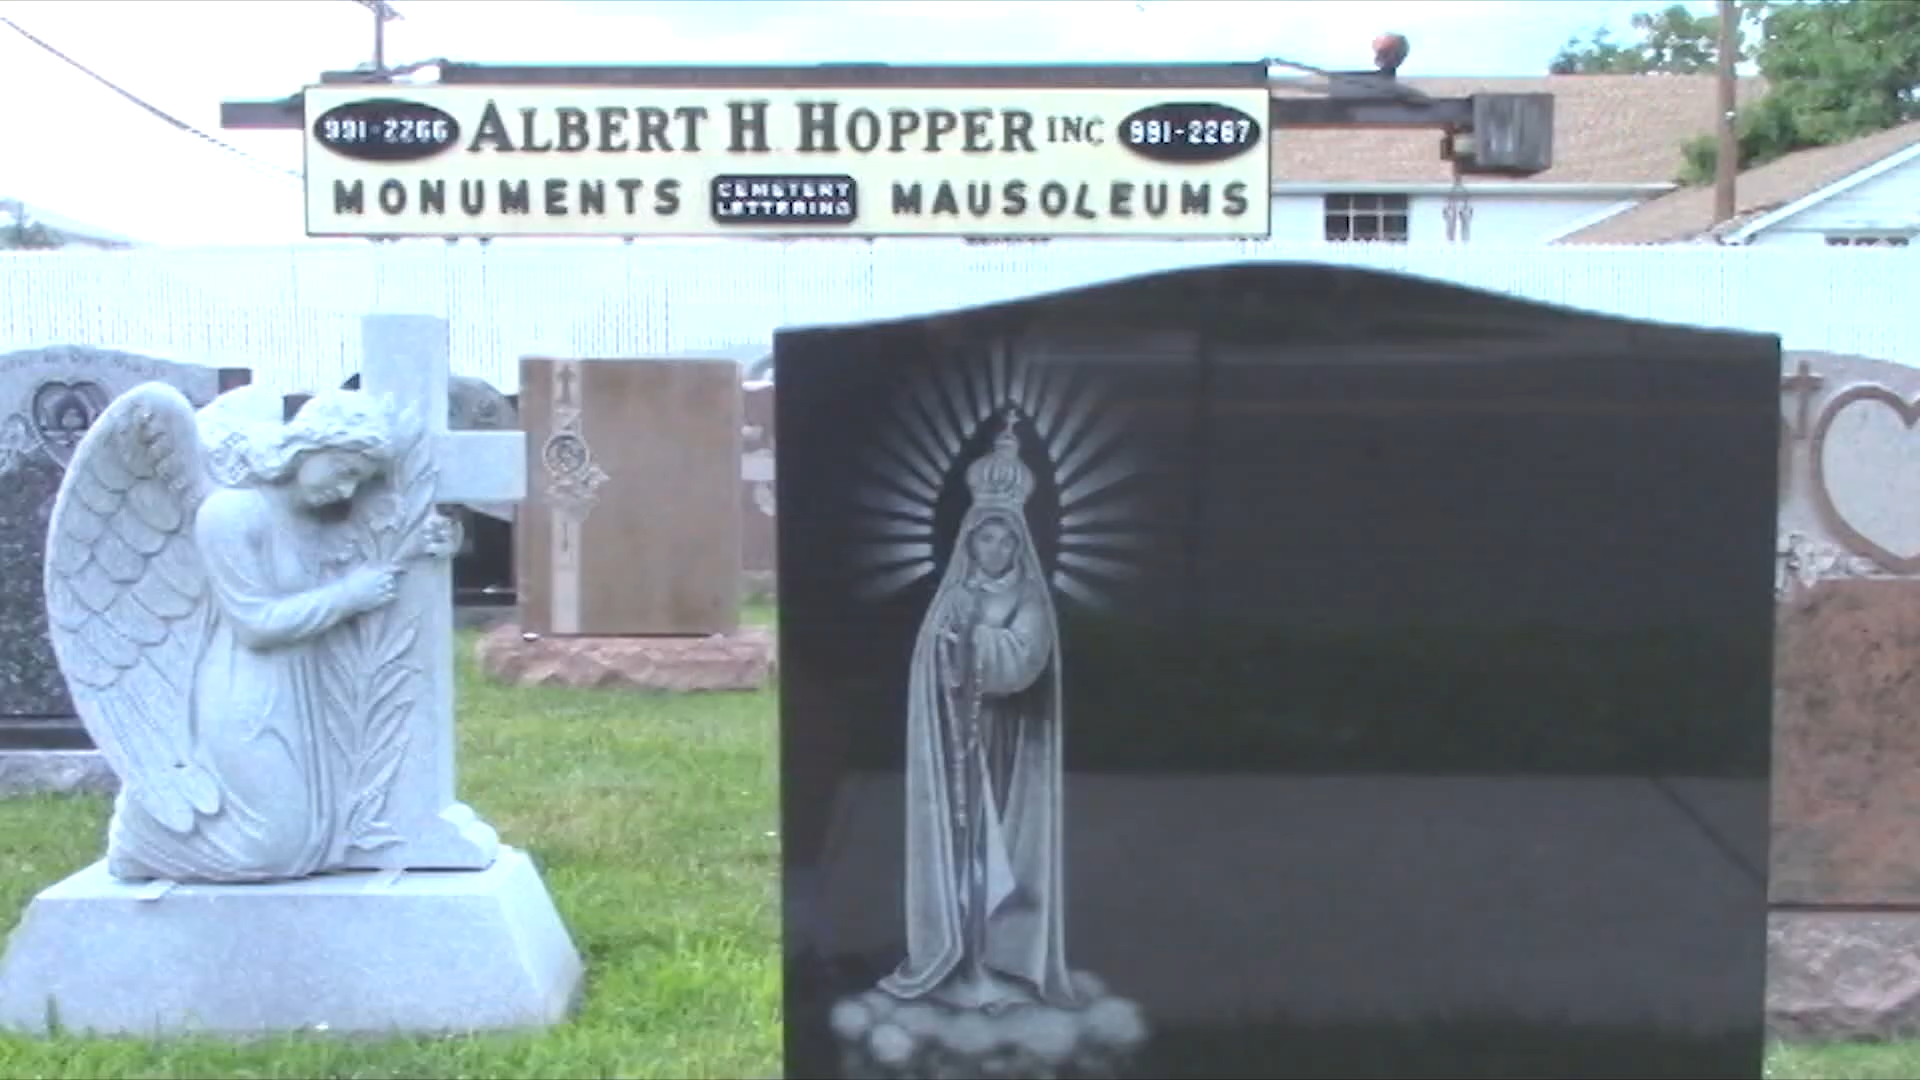 991-2266 ALBERT H HOPPER INC 991-2267
MONUMENTS CEMETERY LETTERING MAUSOLEUMS